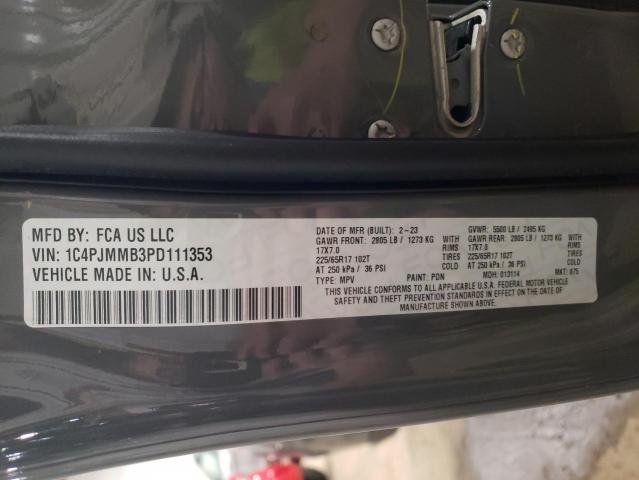 MFD BY: FCA US LLC
VIN: 1C4PJMMB3PD111353
VEHICLE MADE IN: U.S.A.
DATE OF MFR (BUILT): 2-23 GVWR: 5500 LB / 2495 KG
GAWR FRONT: 2805 LB / 1273 KG WITH GAWR REAR: 2805 LB / 1273 KG WITH
17X7.0 RIMS 17X7.0 RIMS
225/65R17 102T TIRES 225/65R17 102T TIRES
AT 250 kPa / 36 PSI COLD AT 250 kPa / 36 PSI COLD
TYPE: MPV PAINT: PDN MDH: 013114 MKT: 675
THIS VEHICLE CONFORMS TO ALL APPLICABLE U.S.A. FEDERAL MOTOR VEHICLE
SAFETY AND THEFT PREVENTION STANDARDS IN EFFECT ON THE DATE OF
MANUFACTURE SHOWN ABOVE.